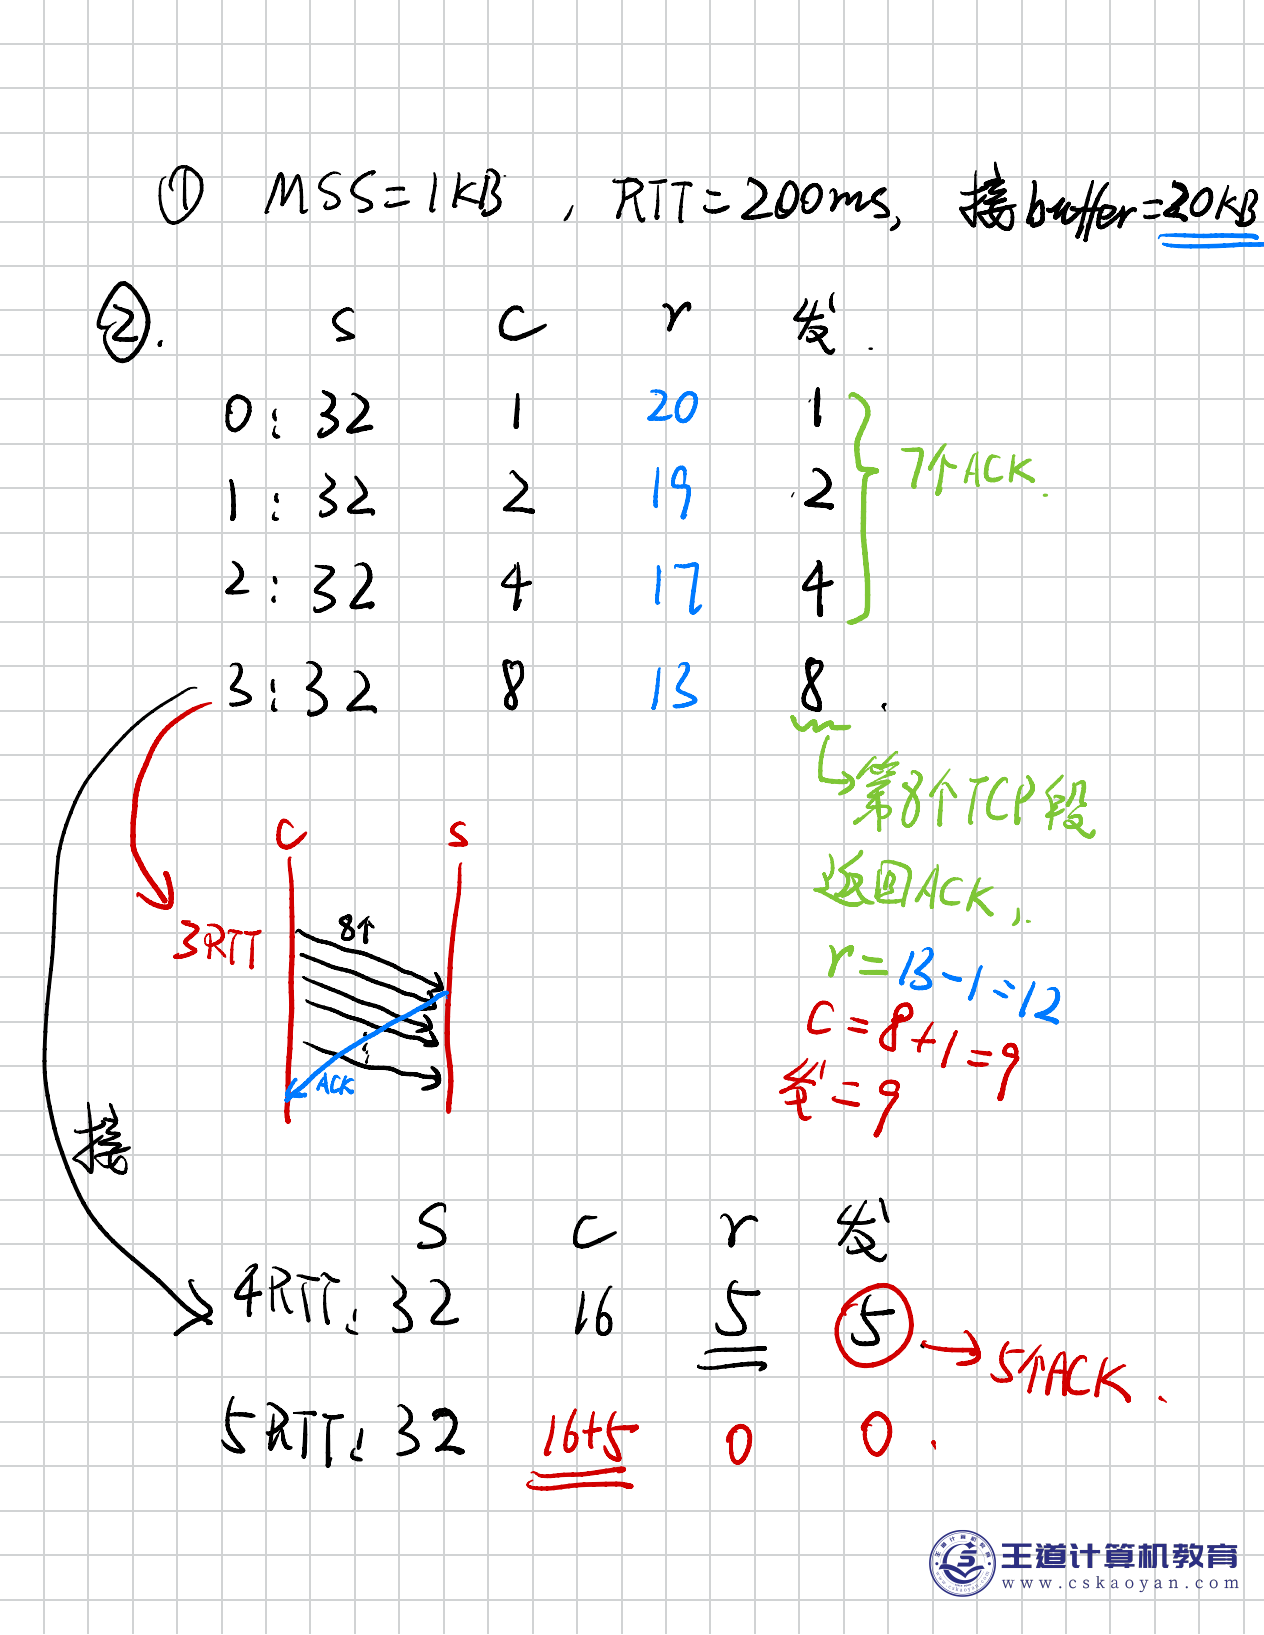 ① MSS=1KB, RTT=200ms, 接buffer=20KB
②. S C r 发.
0: 32 1 20 1
7个ACK.
1: 32 2 19 2
2: 32 4 17 4
3: 32 8 13 8.
第8个TCP段
返回ACK,
r=13-1=12
C=8+1=9
发=9
C S
3RTT
8个
ACK
接
S C r 发
4RTT: 32 16 5 5
5个ACK.
5RTT: 32 16+5 0 0.
王道计算机教育
www.cskaoyan.com